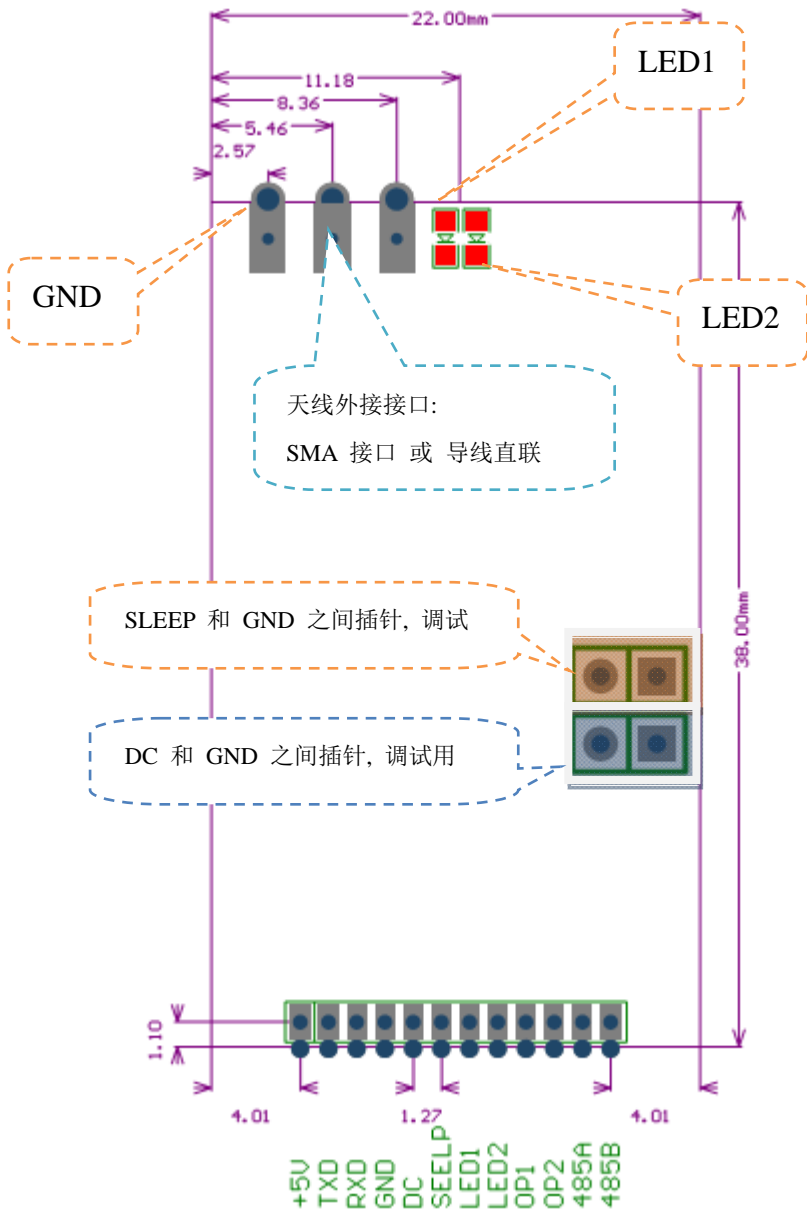 22.00mm
LED1
11.18
8.36
5.46
2.57
GND
LED2
天线外接接口:
SMA 接口 或 导线直联
SLEEP 和 GND 之间插针, 调试
38.00mm
DC 和 GND 之间插针, 调试用
1.10
4.01
1.27
4.01
+5V
TXD
RXD
GND
DC
SEELP
LED1
LED2
OP1
OP2
485A
485B